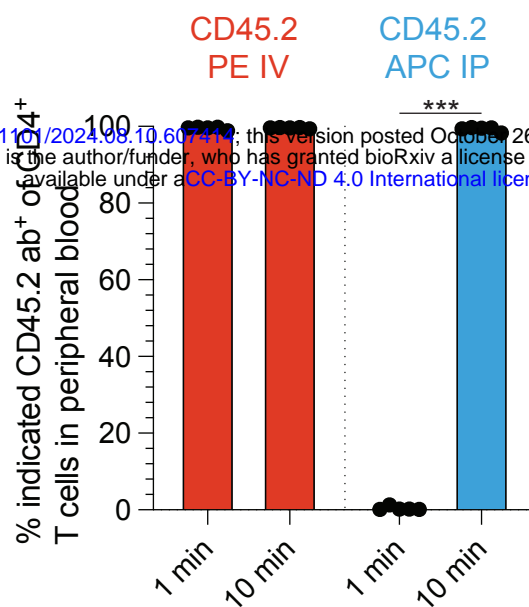 CD45.2 CD45.2
PE IV APC IP
***
1101/2024.08.10.607414; this version posted October 26
is the author/funder, who has granted bioRxiv a license
available under aCC-BY-NC-ND 4.0 International licen
% indicated CD45.2 ab⁺ of CD4⁺
T cells in peripheral blood
100
80
60
40
20
0
1 min 10 min 1 min 10 min